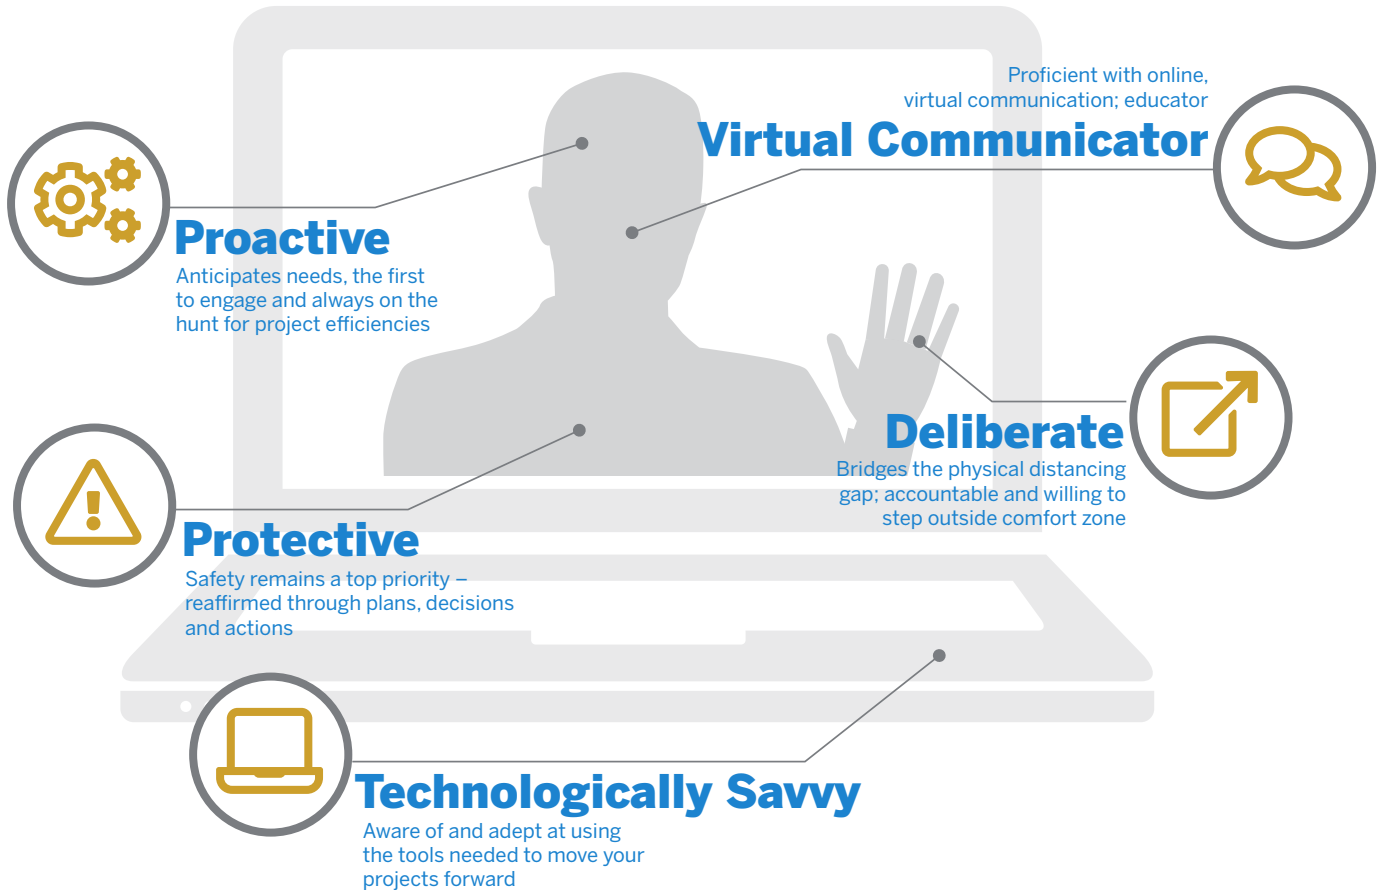 Proficient with online,
virtual communication; educator
Virtual Communicator
Proactive
Anticipates needs, the first
to engage and always on the
hunt for project efficiencies
Deliberate
Bridges the physical distancing
gap; accountable and willing to
step outside comfort zone
Protective
Safety remains a top priority –
reaffirmed through plans, decisions
and actions
Technologically Savvy
Aware of and adept at using
the tools needed to move your
projects forward